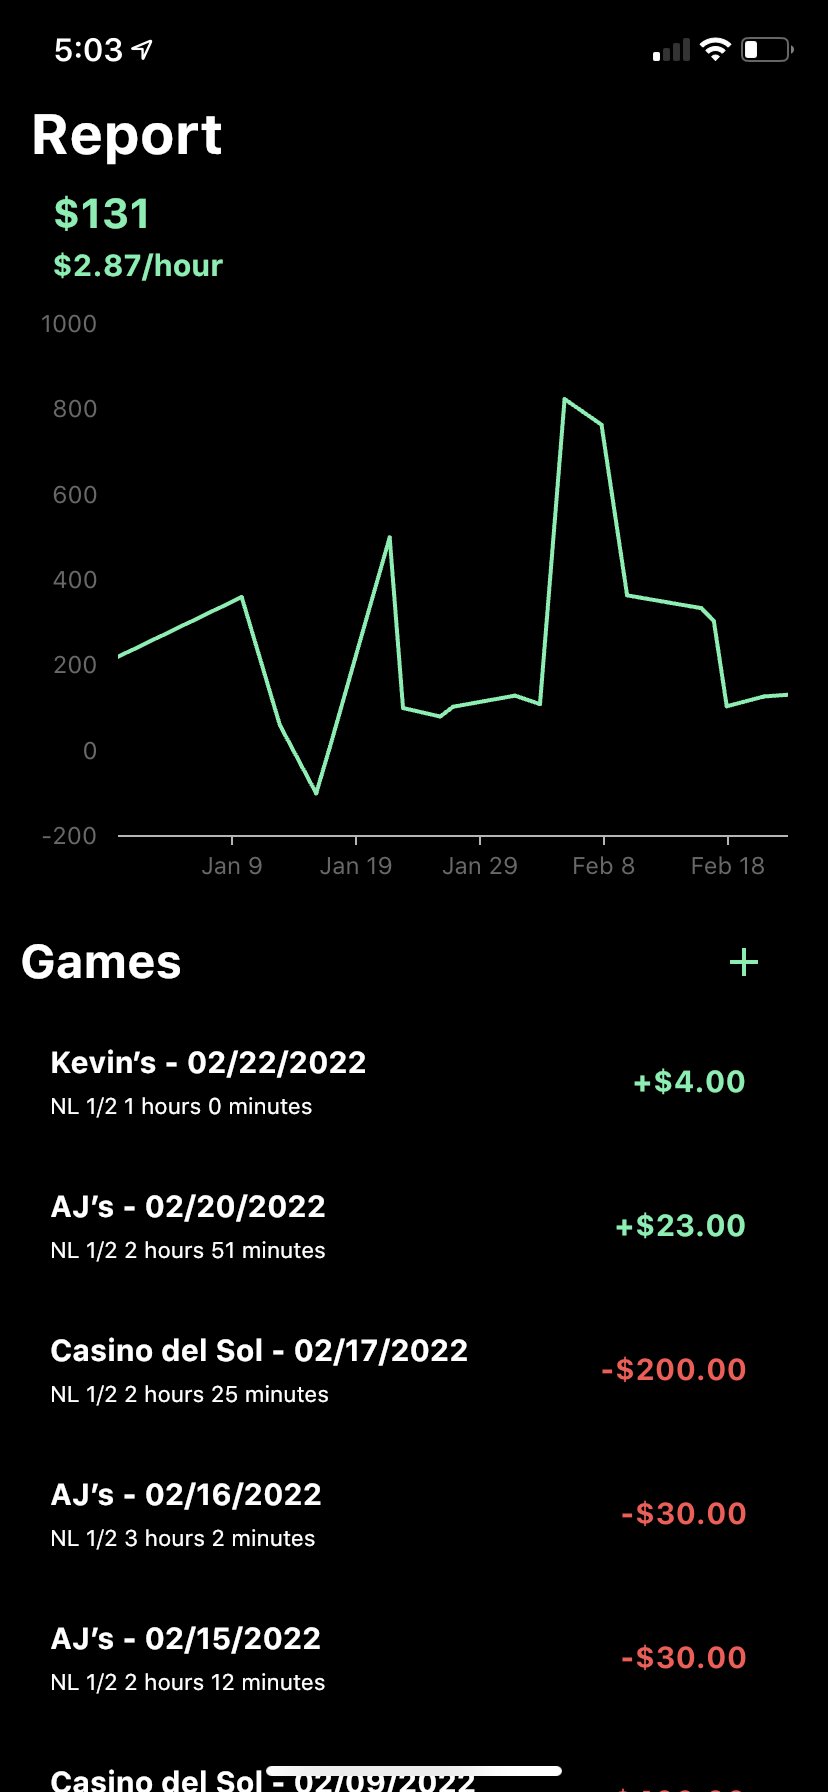 5:03
Report
$131
$2.87/hour
1000
800
600
400
200
0
-200
Jan 9 Jan 19 Jan 29 Feb 8 Feb 18
Games +
Kevin's - 02/22/2022
NL 1/2 1 hours 0 minutes
+$4.00
AJ's - 02/20/2022
NL 1/2 2 hours 51 minutes
+$23.00
Casino del Sol - 02/17/2022
NL 1/2 2 hours 25 minutes
-$200.00
AJ's - 02/16/2022
NL 1/2 3 hours 2 minutes
-$30.00
AJ's - 02/15/2022
NL 1/2 2 hours 12 minutes
-$30.00
Casino del Sol - 02/09/2022